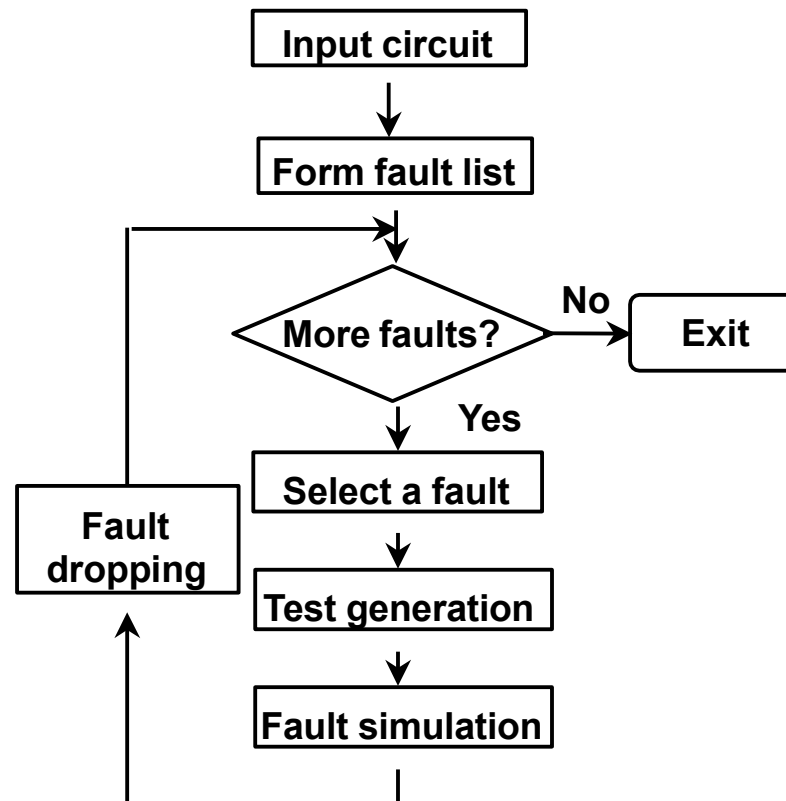 Input circuit
Form fault list
More faults?
No
Exit
Yes
Select a fault
Fault
dropping
Test generation
Fault simulation